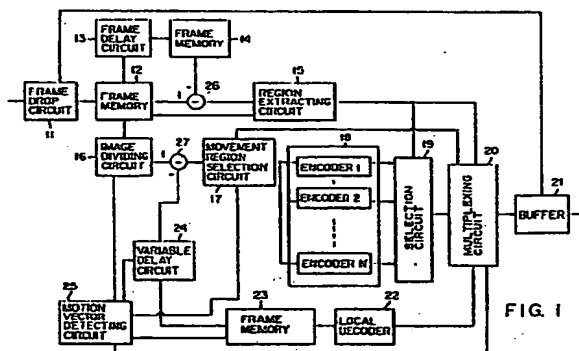 13
FRAME
DELAY
CIRCUIT
FRAME
MEMORY
14
12
26
15
FRAME
DROP
CIRCUIT
11
FRAME
MEMORY
REGION
EXTRACTING
CIRCUIT
16
IMAGE
DIVIDING
CIRCUIT
27
MOVEMENT
REGION
SELECTION
CIRCUIT
17
18
ENCODER 1
ENCODER 2
ENCODER N
19
SELECTION
CIRCUIT
20
MULTIPLEXING
CIRCUIT
21
BUFFER
24
VARIABLE
DELAY
CIRCUIT
25
MOTION
VECTOR
DETECTING
CIRCUIT
23
FRAME
MEMORY
22
LOCAL
DECODER
FIG. 1